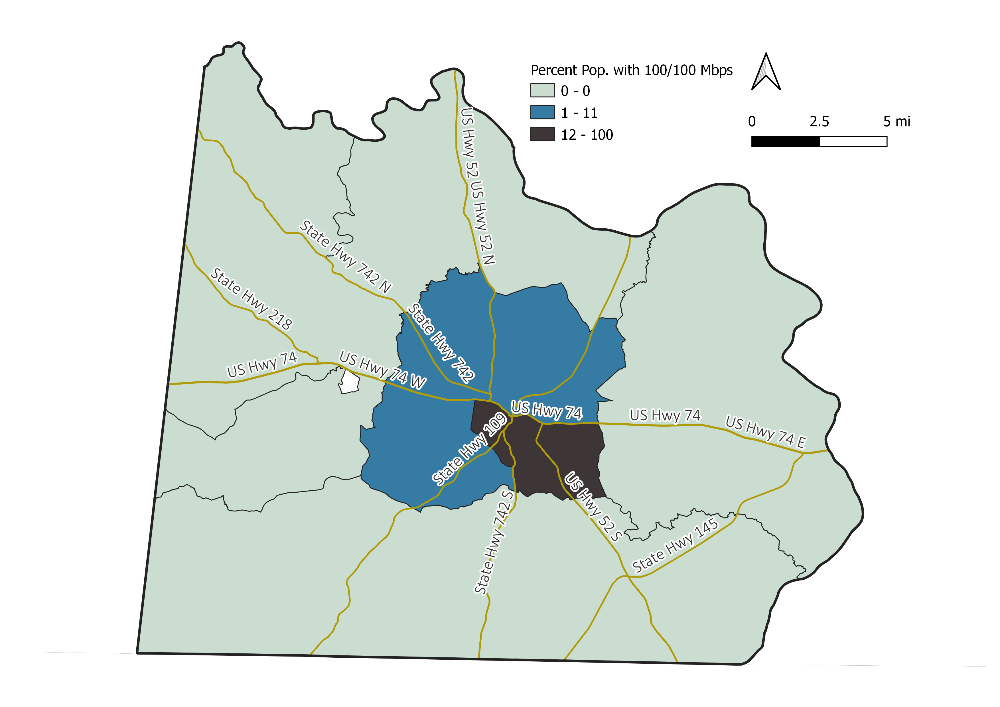 Percent Pop. with 100/100 Mbps
0 - 0
1 - 11
12 - 100
0 2.5 5 mi
US Hwy 52
US Hwy 52 N
State Hwy 742 N
State Hwy 218
State Hwy 742
US Hwy 74
US Hwy 74 W
US Hwy 74
US Hwy 74
US Hwy 74 E
State Hwy 109
US Hwy 52 S
State Hwy 742 S
State Hwy 145